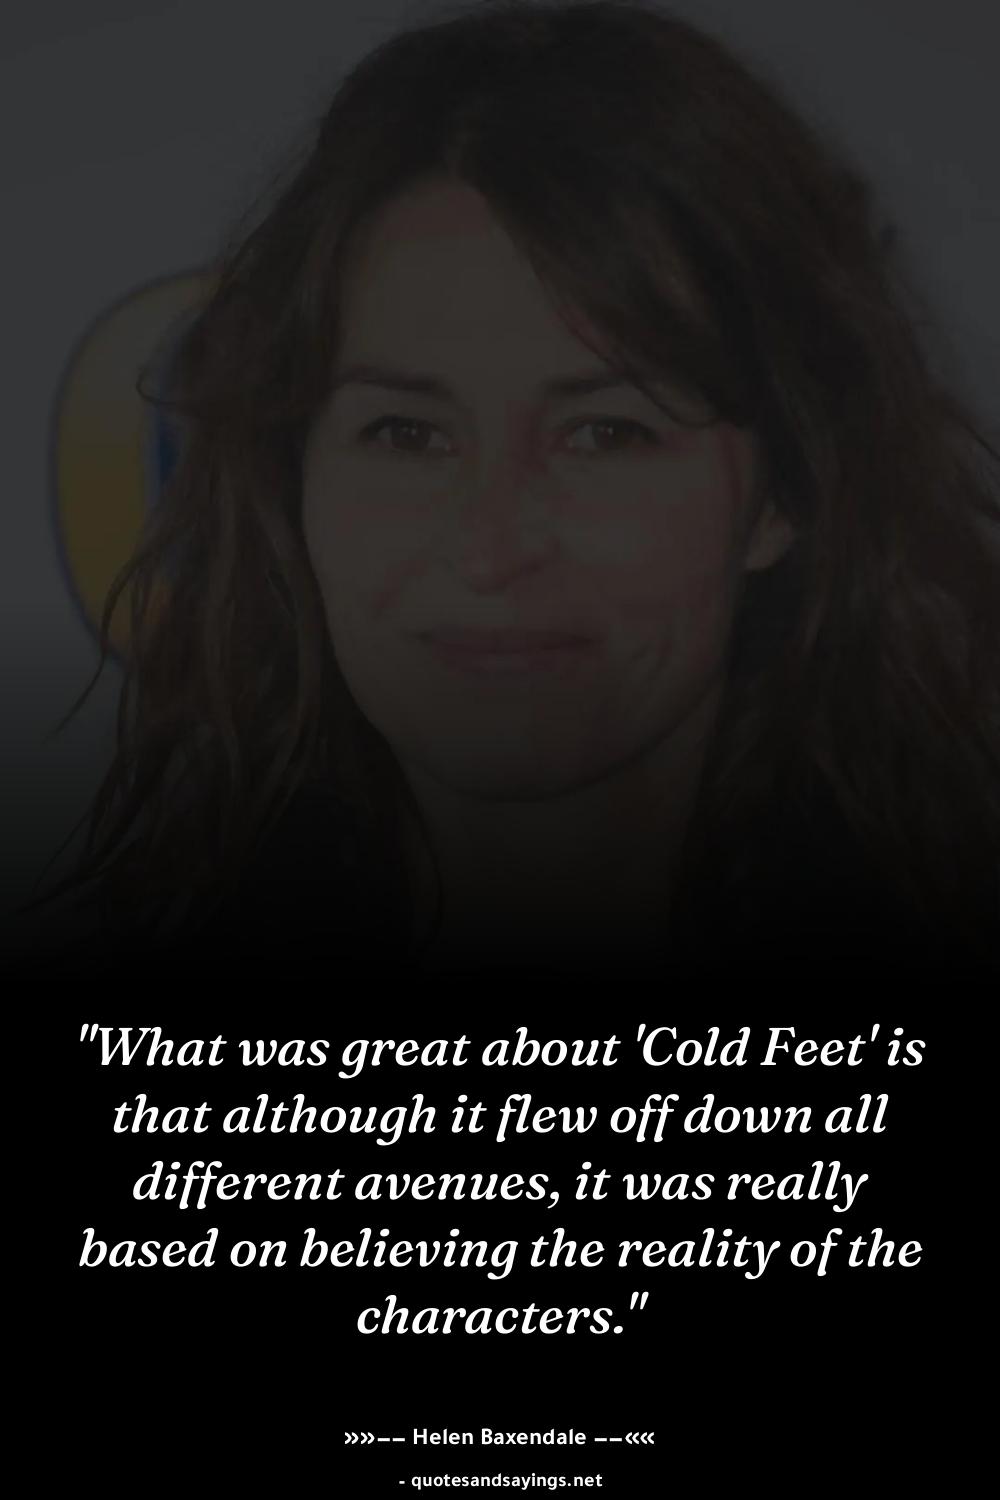 "What was great about 'Cold Feet' is
that although it flew off down all
different avenues, it was really
based on believing the reality of the
characters."
»»–– Helen Baxendale ––««
- quotesandsayings.net